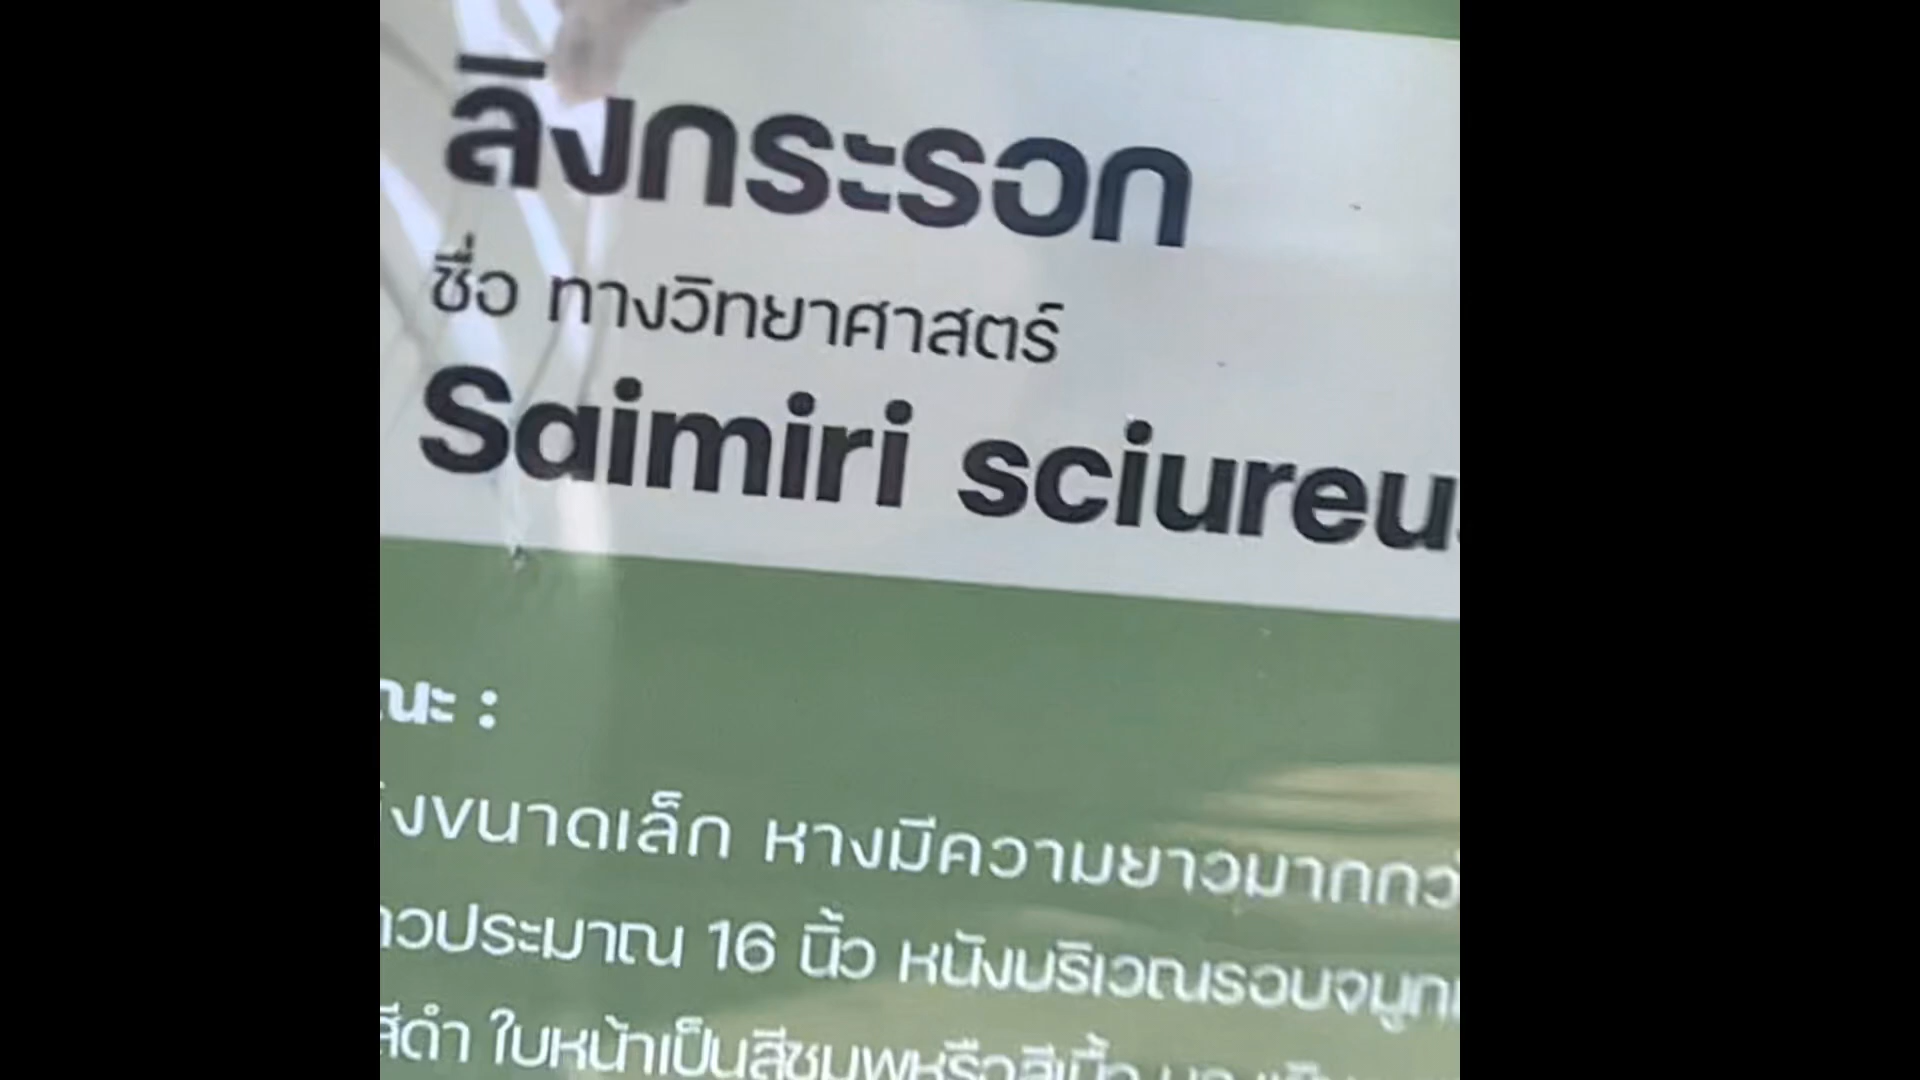 ลิงกระรอก
ชื่อ ทางวิทยาศาสตร์
Saimiri sciureu
ณะ :
ิงขนาดเล็ก หางมีความยาวมากกว่
าวประมาณ 16 นิ้ว หนังบริเวณรอบจมูก
สีดำ ใบหน้าเป็นสีชมพูหรือสีเนื้อ